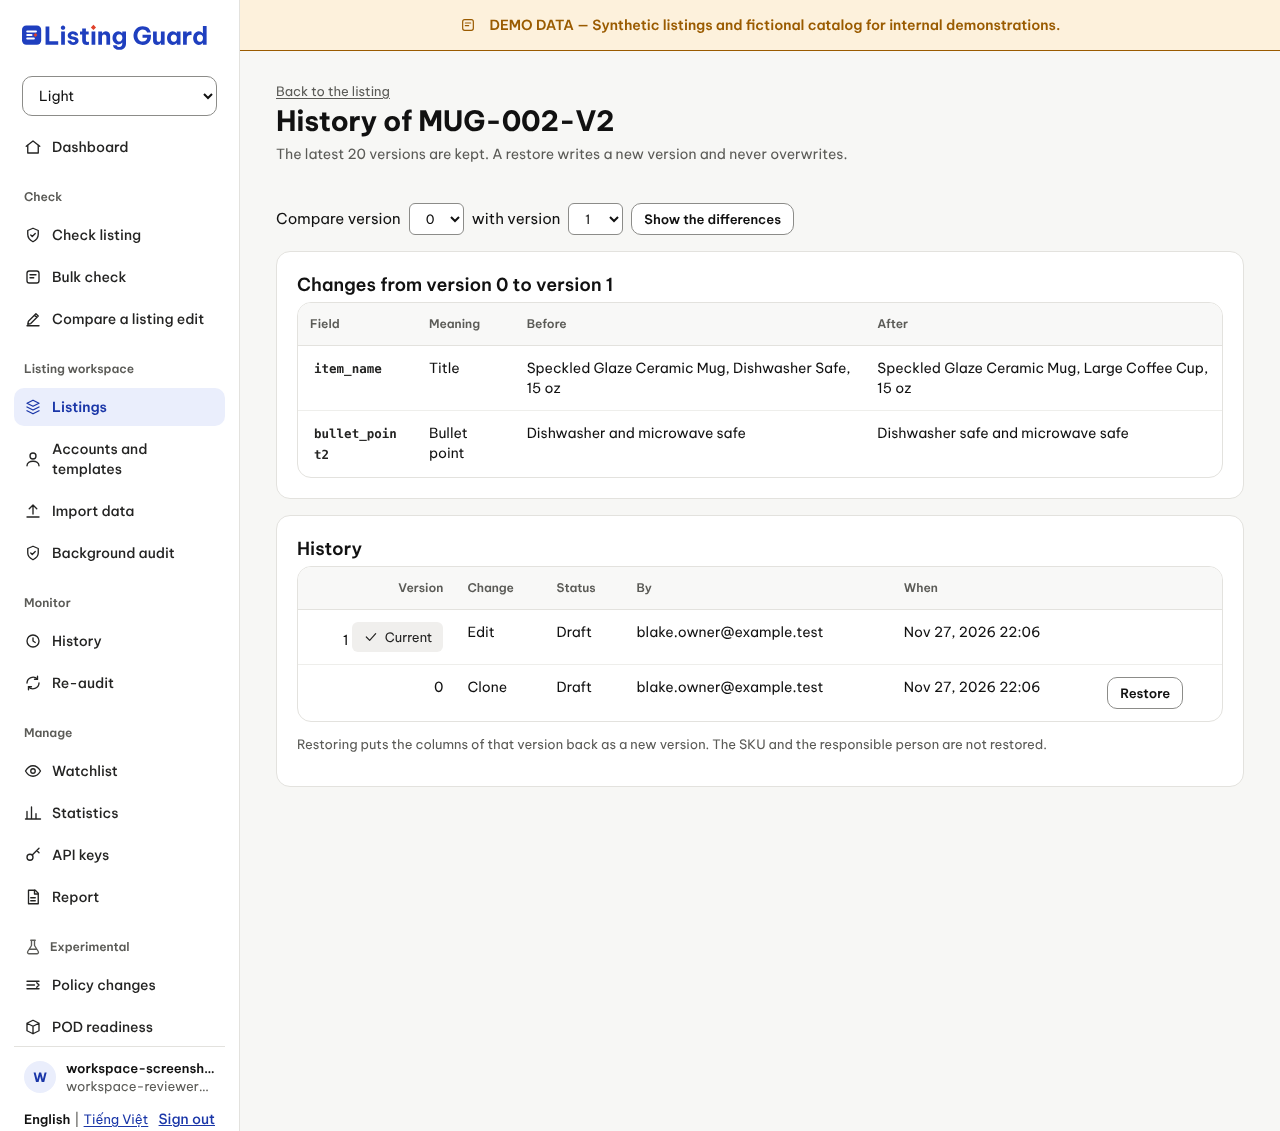 Listing Guard
Light
Dashboard
Check
Check listing
Bulk check
Compare a listing edit
Listing workspace
Listings
Accounts and
templates
Import data
Background audit
Monitor
History
Re-audit
Manage
Watchlist
Statistics
API keys
Report
Experimental
Policy changes
POD readiness
W
workspace-screensh...
workspace-reviewer...
English | Tiếng Việt Sign out
DEMO DATA — Synthetic listings and fictional catalog for internal demonstrations.
Back to the listing
History of MUG-002-V2
The latest 20 versions are kept. A restore writes a new version and never overwrites.
Compare version 0 with version 1 Show the differences
Changes from version 0 to version 1
Field Meaning Before After
item_name Title Speckled Glaze Ceramic Mug, Dishwasher Safe, Speckled Glaze Ceramic Mug, Large Coffee Cup,
15 oz 15 oz
bullet_poin Bullet Dishwasher and microwave safe Dishwasher safe and microwave safe
t2 point
History
Version Change Status By When
1 Current Edit Draft blake.owner@example.test Nov 27, 2026 22:06
0 Clone Draft blake.owner@example.test Nov 27, 2026 22:06 Restore
Restoring puts the columns of that version back as a new version. The SKU and the responsible person are not restored.